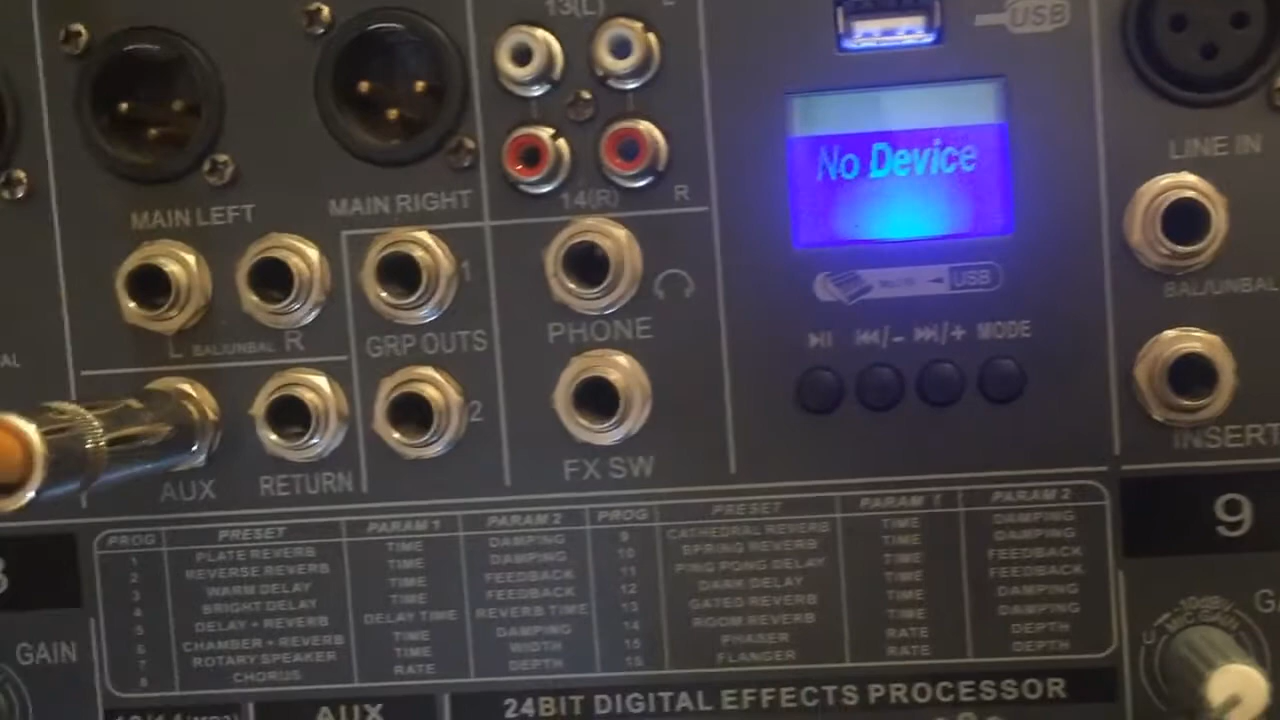 13(L)
USB
No Device
LINE IN
MAIN LEFT
MAIN RIGHT
14(R)
R
USB
1
BAL/UNBAL
L BAL/UNBAL R
GRP OUTS
PHONE
⏯ ⏮/- ⏭/+ MODE
2
INSERT
AUX
RETURN
FX SW
9
PROG PRESET PARAM 1 PARAM 2 PROG PRESET PARAM 1 PARAM 2
1 PLATE REVERB TIME DAMPING 9 CATHEDRAL REVERB TIME DAMPING
2 REVERSE REVERB TIME DAMPING 10 SPRING REVERB TIME DAMPING
3 WARM DELAY TIME FEEDBACK 11 PING PONG DELAY TIME FEEDBACK
4 BRIGHT DELAY TIME FEEDBACK 12 DARK DELAY TIME FEEDBACK
5 DELAY + REVERB DELAY TIME REVERB TIME 13 GATED REVERB TIME DAMPING
6 CHAMBER + REVERB TIME DAMPING 14 ROOM REVERB TIME DAMPING
7 ROTARY SPEAKER TIME WIDTH 15 PHASER RATE DEPTH
8 CHORUS RATE DEPTH 16 FLANGER RATE DEPTH
GAIN
MIC GAIN
AUX
24BIT DIGITAL EFFECTS PROCESSOR